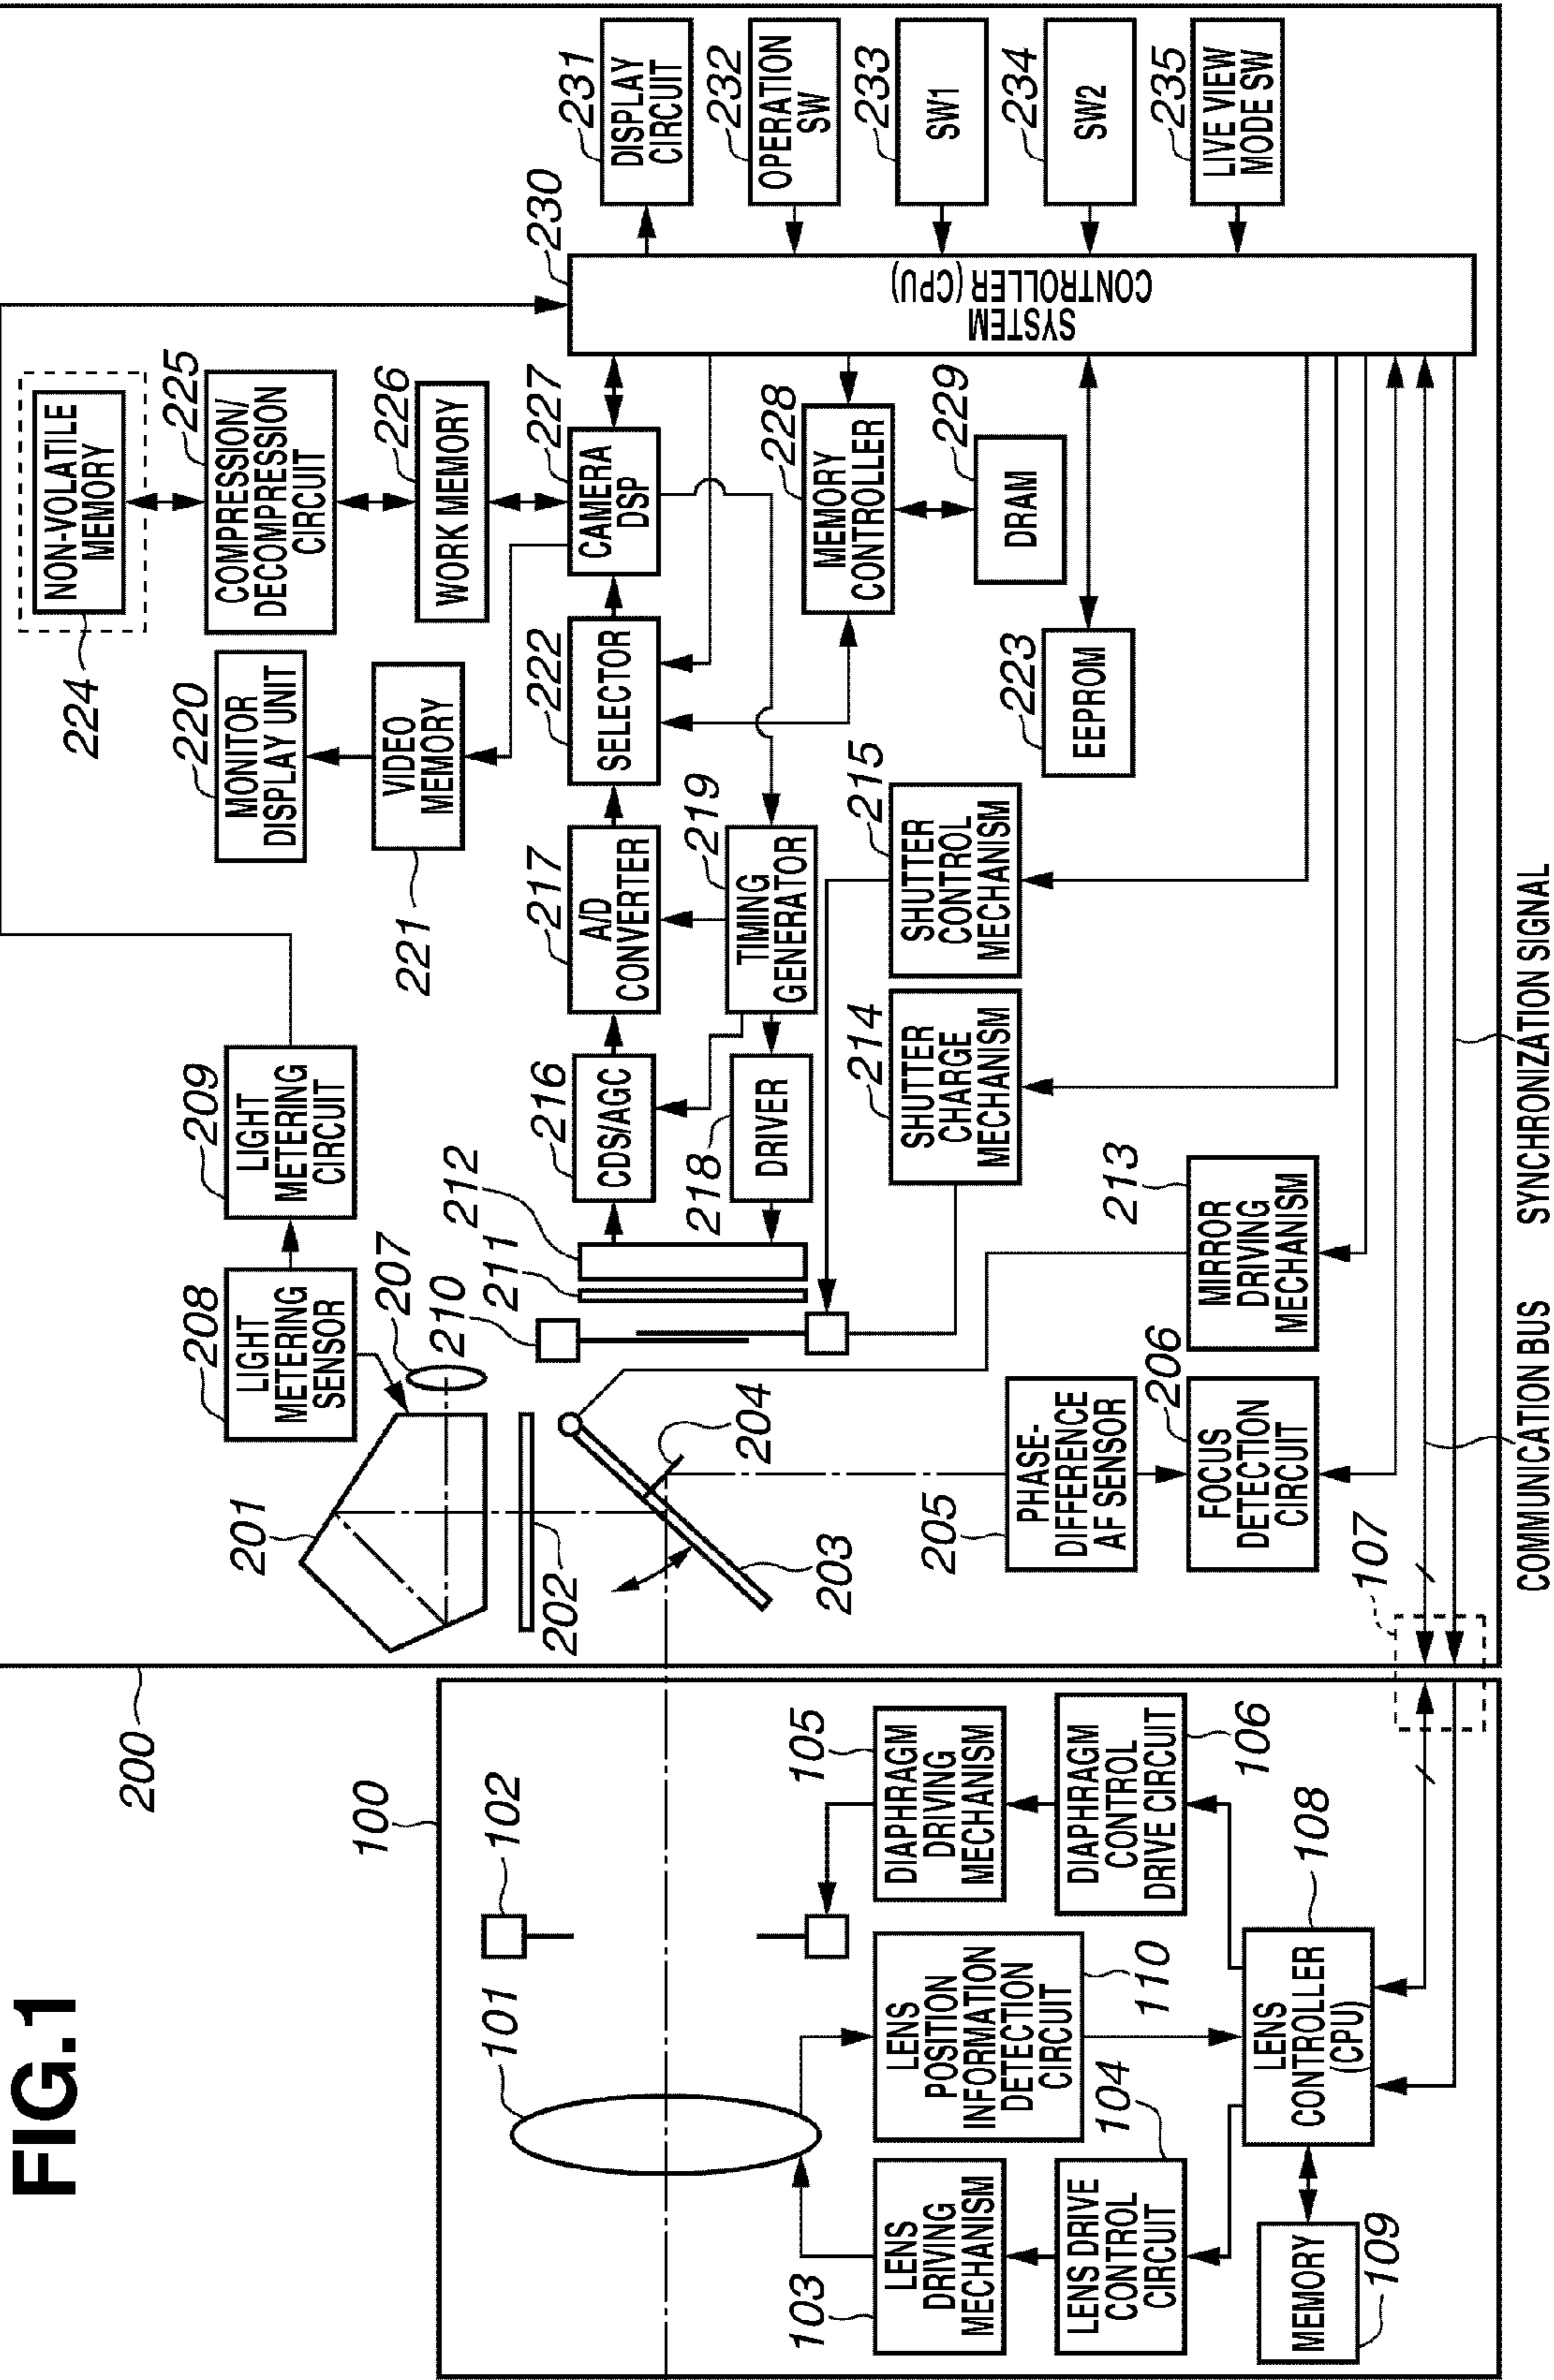 FIG.1
200
100
101
102
103
LENS
DRIVING
MECHANISM
LENS DRIVE
CONTROL
CIRCUIT
104
LENS
POSITION
INFORMATION
DETECTION
CIRCUIT
110
105
DIAPHRAGM
DRIVING
MECHANISM
DIAPHRAGM
CONTROL
DRIVE CIRCUIT
106
MEMORY
109
LENS
CONTROLLER
(CPU)
108
107
COMMUNICATION BUS
SYNCHRONIZATION SIGNAL
201
202
203
204
205
PHASE-
DIFFERENCE
AF SENSOR
206
FOCUS
DETECTION
CIRCUIT
207
208
LIGHT
METERING
SENSOR
209
LIGHT
METERING
CIRCUIT
210
211
212
213
MIRROR
DRIVING
MECHANISM
214
SHUTTER
CHARGE
MECHANISM
215
SHUTTER
CONTROL
MECHANISM
216
CDS/AGC
217
A/D
CONVERTER
218
DRIVER
219
TIMING
GENERATOR
220
MONITOR
DISPLAY UNIT
221
VIDEO
MEMORY
222
SELECTOR
223
EEPROM
224
NON-VOLATILE
MEMORY
225
COMPRESSION/
DECOMPRESSION
CIRCUIT
226
WORK MEMORY
227
CAMERA
DSP
228
MEMORY
CONTROLLER
229
DRAM
230
SYSTEM
CONTROLLER (CPU)
231
DISPLAY
CIRCUIT
232
OPERATION
SW
233
SW1
234
SW2
235
LIVE VIEW
MODE SW